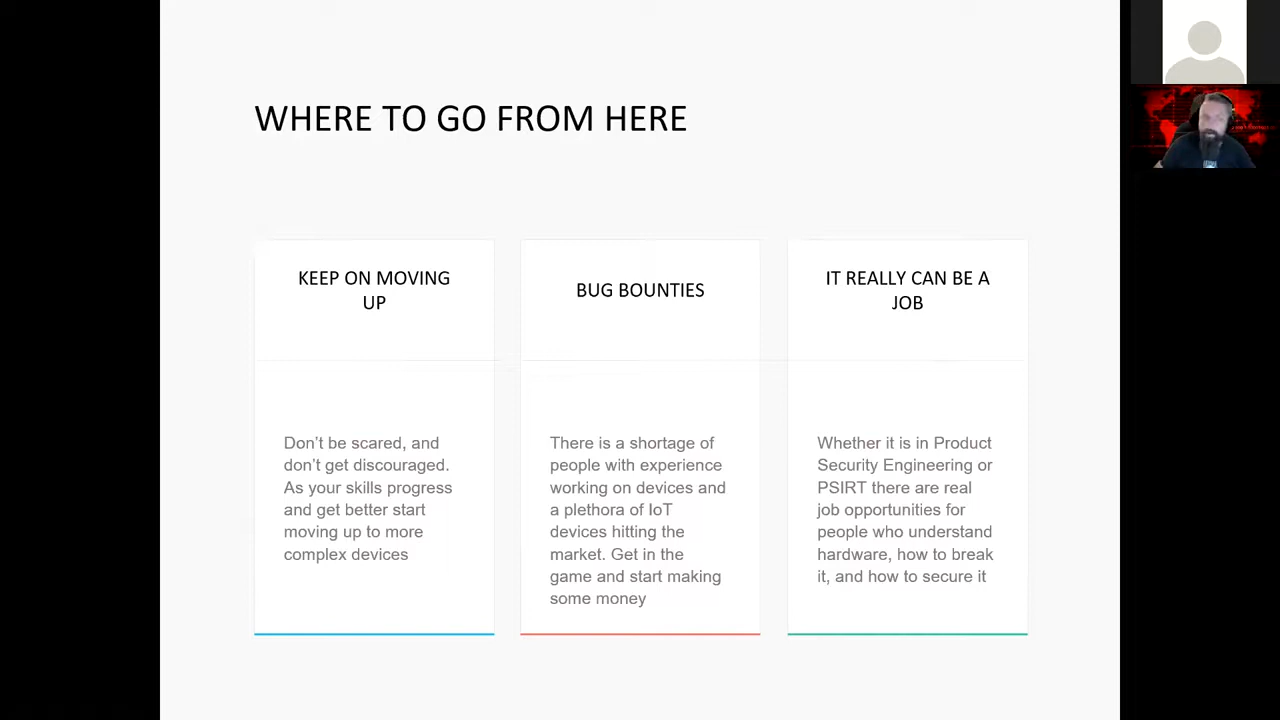 WHERE TO GO FROM HERE
KEEP ON MOVING
UP
Don't be scared, and
don't get discouraged.
As your skills progress
and get better start
moving up to more
complex devices
BUG BOUNTIES
There is a shortage of
people with experience
working on devices and
a plethora of IoT
devices hitting the
market. Get in the
game and start making
some money
IT REALLY CAN BE A
JOB
Whether it is in Product
Security Engineering or
PSIRT there are real
job opportunities for
people who understand
hardware, how to break
it, and how to secure it